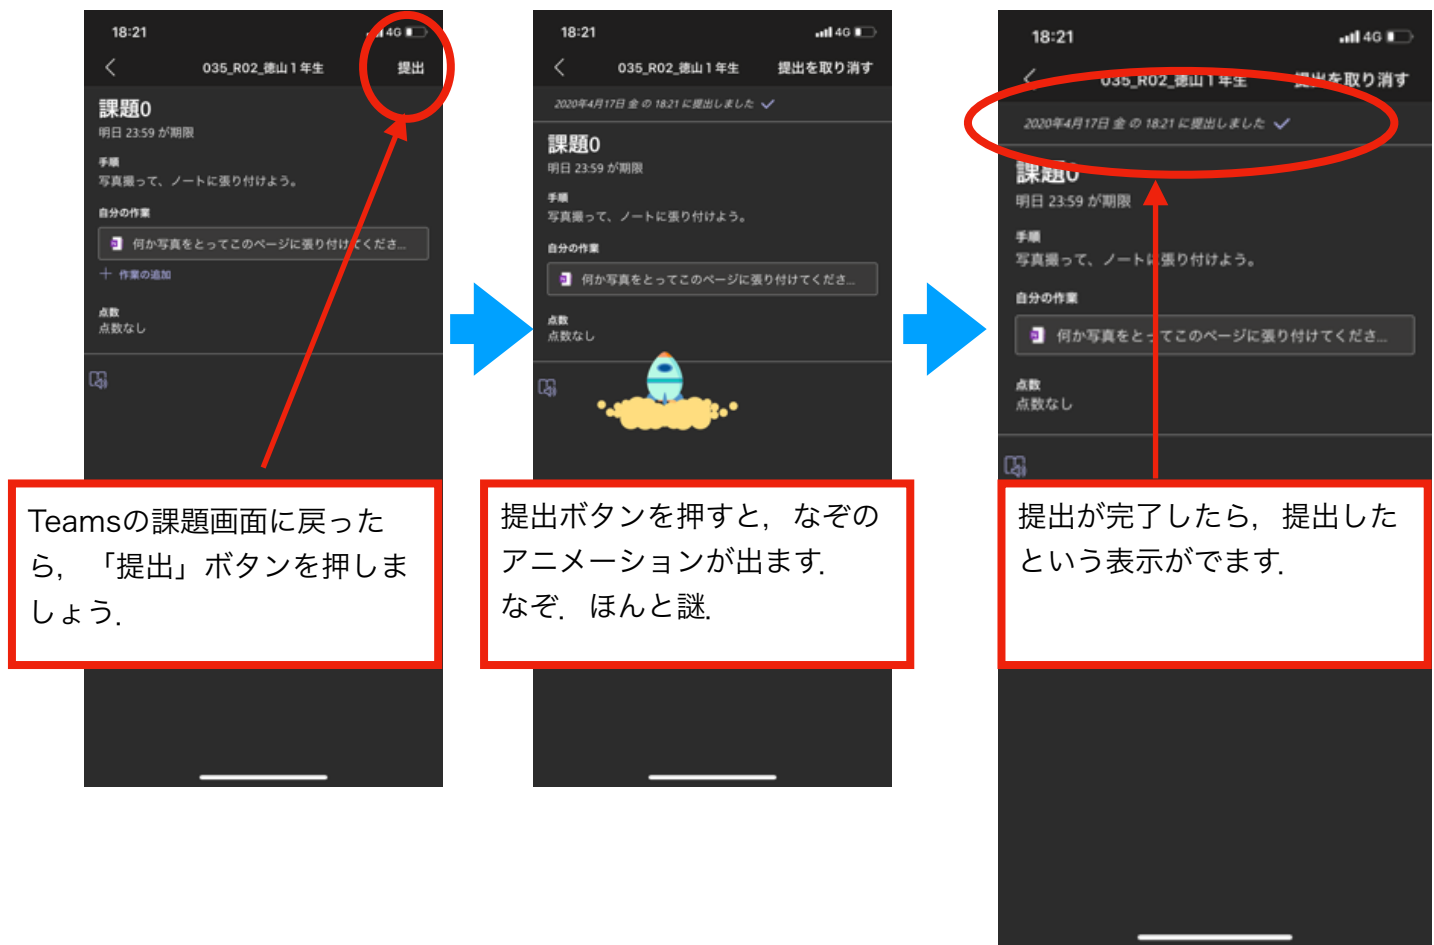 18:21
4G
035_R02_徳山1年生
提出
課題0
明日 23:59 が期限
手順
写真撮って、ノートに張り付けよう。
自分の作業
何か写真をとってこのページに張り付けてくださ...
＋ 作業の追加
点数
点数なし
Teamsの課題画面に戻った
ら，「提出」ボタンを押しま
しょう．
18:21
4G
035_R02_徳山1年生
提出を取り消す
2020年4月17日 金 の 18:21 に提出しました ✓
課題0
明日 23:59 が期限
手順
写真撮って、ノートに張り付けよう。
自分の作業
何か写真をとってこのページに張り付けてくださ...
点数
点数なし
提出ボタンを押すと，なぞの
アニメーションが出ます．
なぞ．ほんと謎．
18:21
4G
035_R02_徳山1年生
提出を取り消す
2020年4月17日 金 の 18:21 に提出しました ✓
課題0
明日 23:59 が期限
手順
写真撮って、ノートに張り付けよう。
自分の作業
何か写真をとってこのページに張り付けてくださ...
点数
点数なし
提出が完了したら，提出した
という表示がでます．